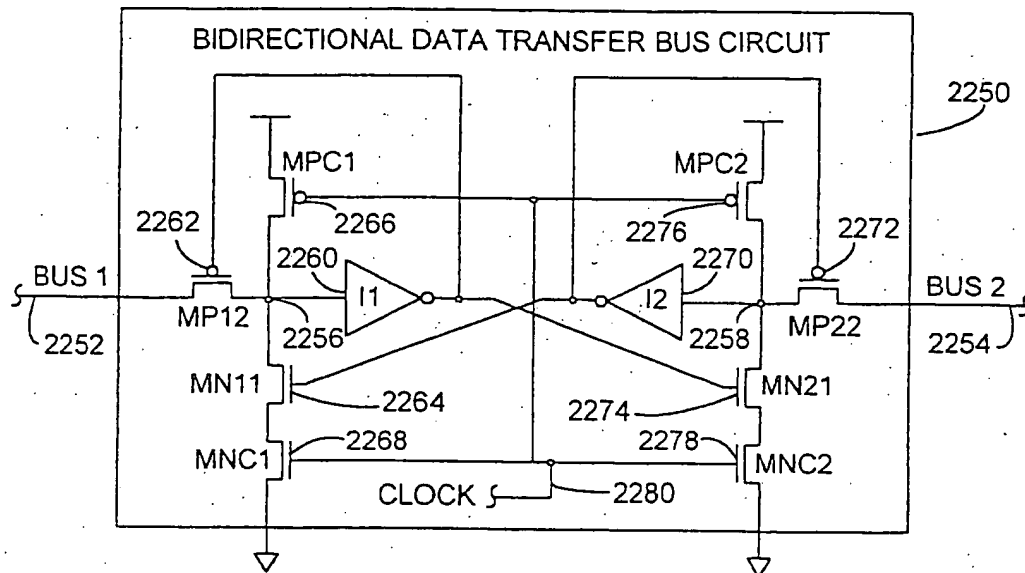 BIDIRECTIONAL DATA TRANSFER BUS CIRCUIT
2250
MPC1
MPC2
2262
2266
2276
2272
BUS 1
2260
I1
I2
2270
BUS 2
MP12
2256
2258
MP22
2252
2254
MN11
2264
2274
MN21
MNC1
2268
2278
MNC2
CLOCK
2280